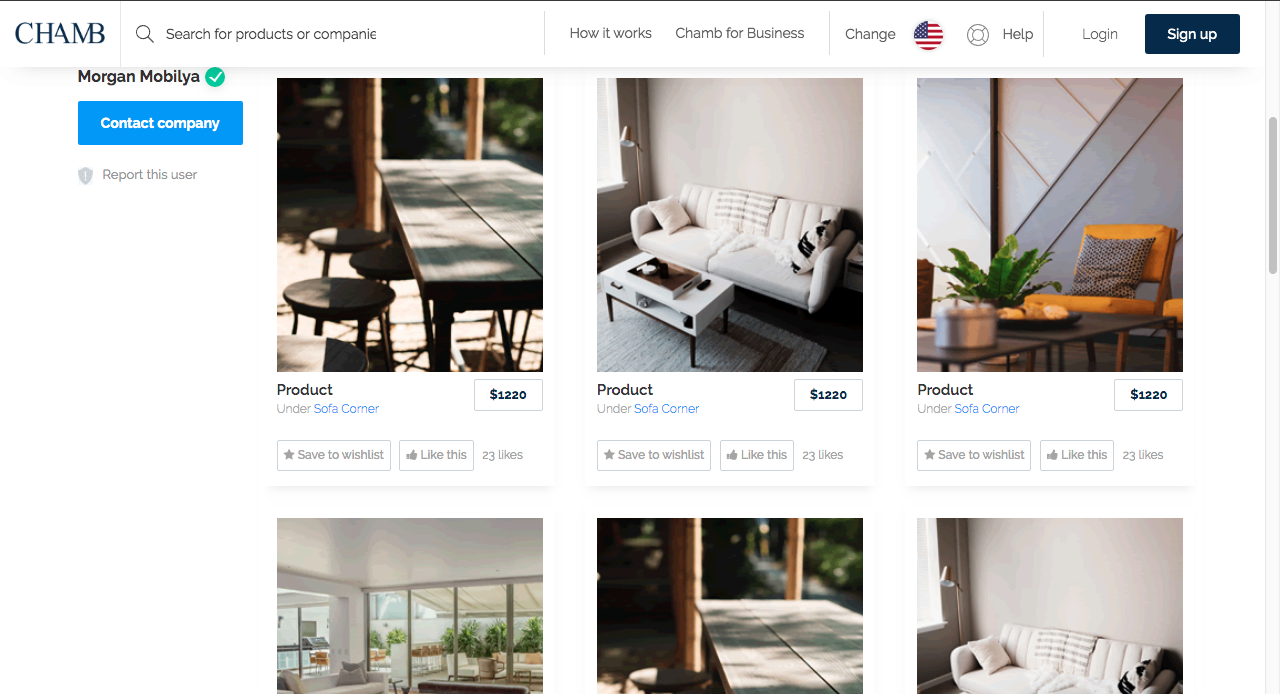 CHAMB
Search for products or companie
How it works
Chamb for Business
Change
Help
Login
Sign up
Morgan Mobilya
Contact company
Report this user
Product
$1220
Under Sofa Corner
Save to wishlist
Like this
23 likes
Product
$1220
Under Sofa Corner
Save to wishlist
Like this
23 likes
Product
$1220
Under Sofa Corner
Save to wishlist
Like this
23 likes